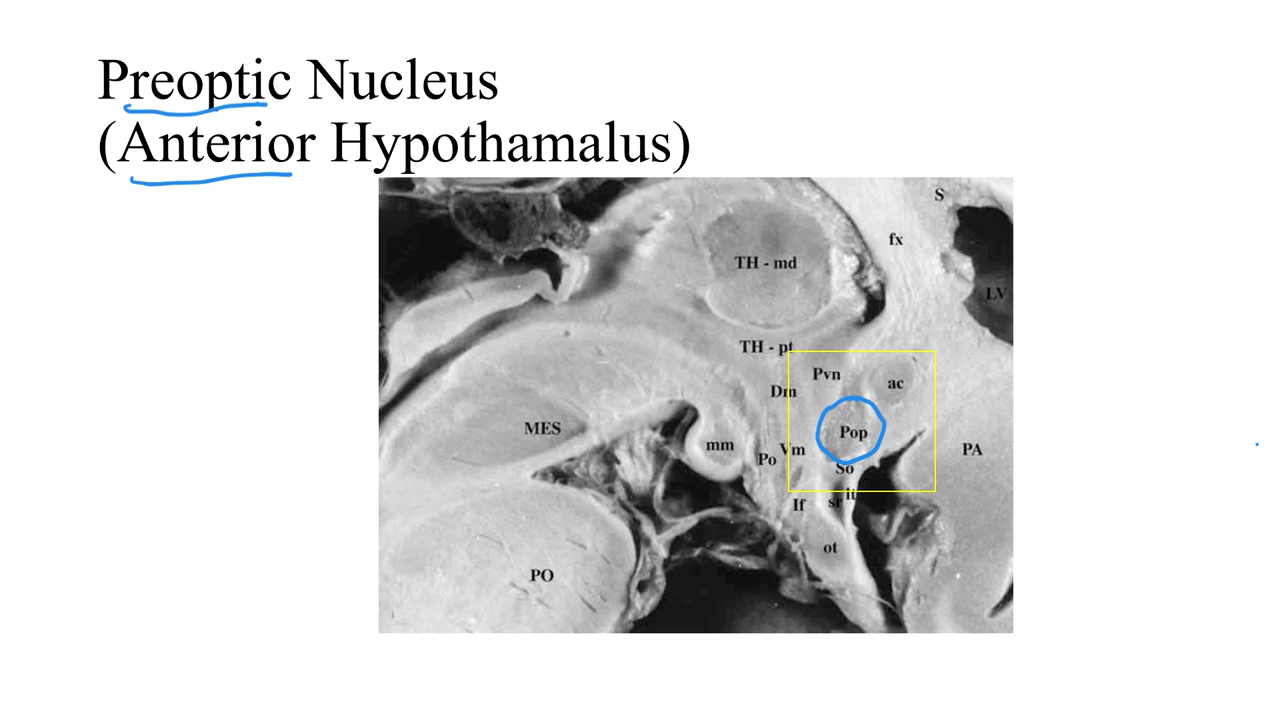 Preoptic Nucleus
(Anterior Hypothamalus)
S
fx
TH - md
LV
TH - pt
Pvn
ac
Dm
MES
Pop
mm
Vm
PA
Po
So
it
If
sr
ot
PO